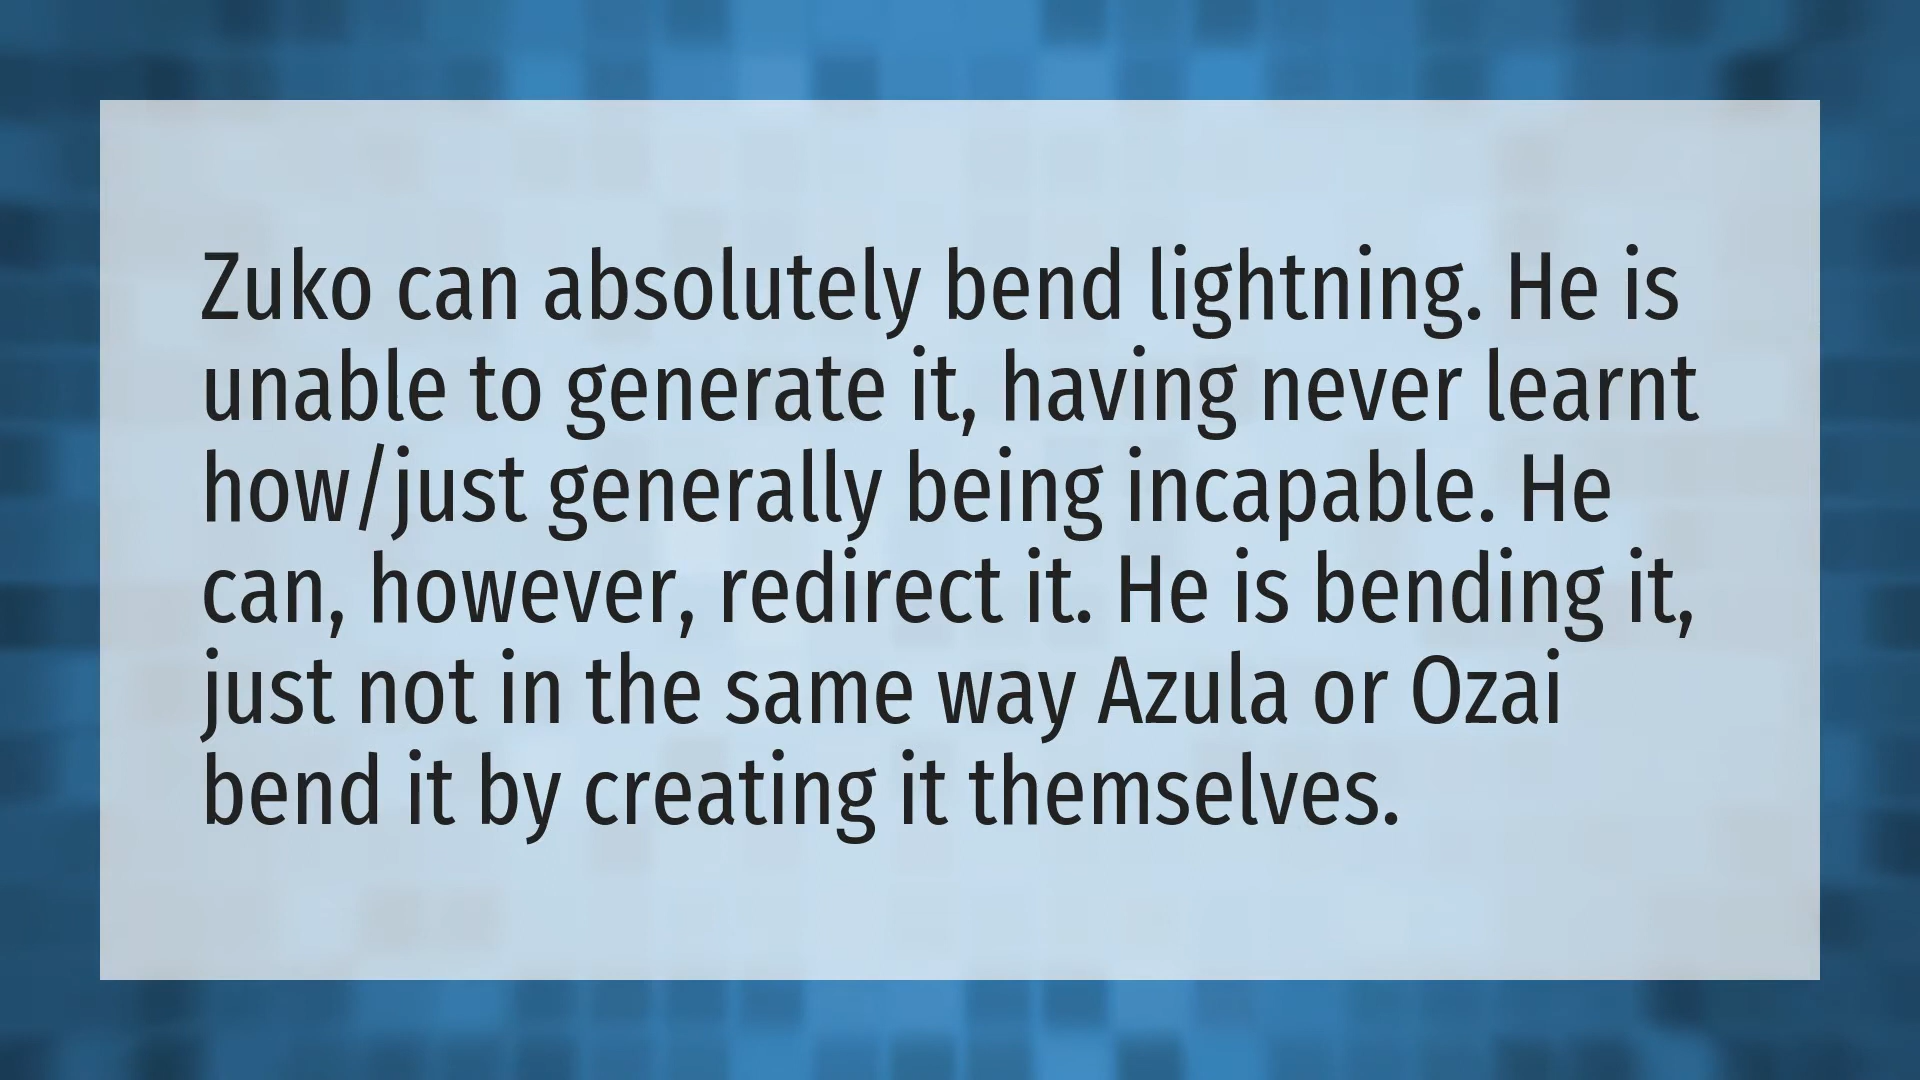 Zuko can absolutely bend lightning. He is
unable to generate it, having never learnt
how/just generally being incapable. He
can, however, redirect it. He is bending it,
just not in the same way Azula or Ozai
bend it by creating it themselves.